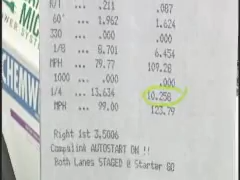 R/T .. .211 .087
60' 1.962 1.624
330 .000 .000
1/8 8.701 6.454
MPH .. 79.77 109.28
1000 .. .000 .000
1/4 .. 13.634 10.258
MPH .. 99.00 123.79
Right 1st 3.5006
Compulink AUTOSTART ON !!
Both Lanes STAGED @ Starter GO
CHEMW